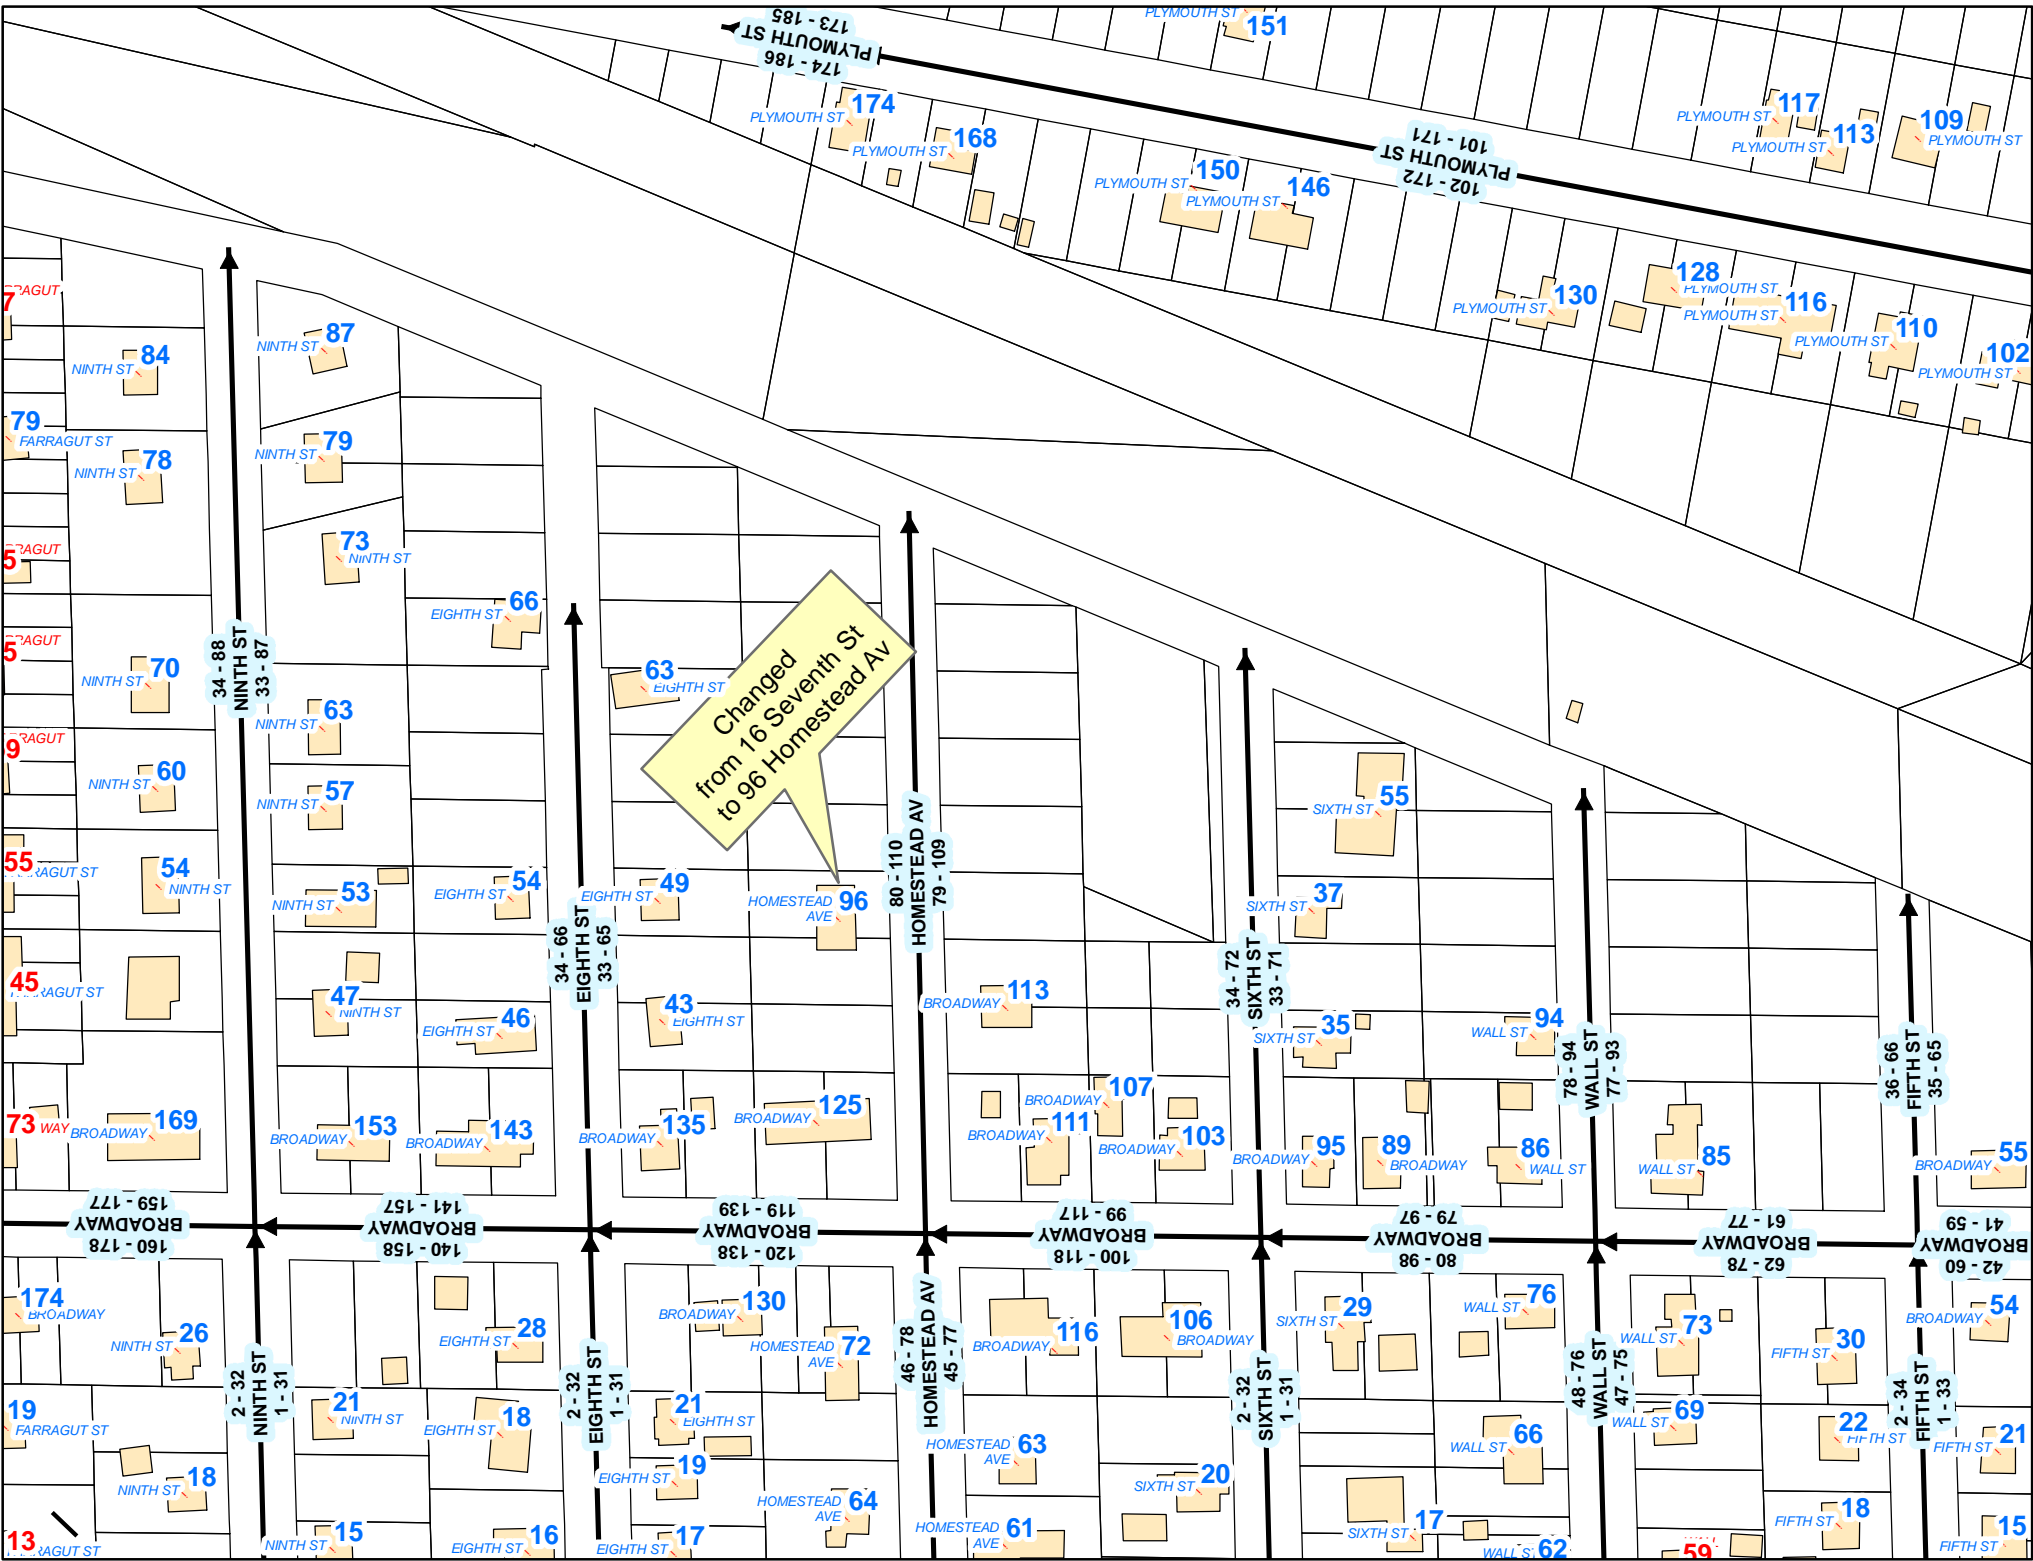 PLYMOUTH ST 151
173 - 185
PLYMOUTH ST
174 - 186
PLYMOUTH ST 174
PLYMOUTH ST 168
PLYMOUTH ST 150
PLYMOUTH ST 146
101 - 171
PLYMOUTH ST
102 - 172
PLYMOUTH ST 117
PLYMOUTH ST 113
109 PLYMOUTH ST
128 PLYMOUTH ST
PLYMOUTH ST 130
PLYMOUTH ST 116
PLYMOUTH ST 110
PLYMOUTH ST 102
NINTH ST 84
NINTH ST 87
79 FARRAGUT ST
NINTH ST 78
NINTH ST 79
73 NINTH ST
EIGHTH ST 66
34 - 88
NINTH ST
33 - 87
NINTH ST 70
NINTH ST 63
63 EIGHTH ST
Changed
from 16 Seventh St
to 96 Homestead Av
NINTH ST 60
NINTH ST 57
SIXTH ST 55
80 - 110
HOMESTEAD AV
79 - 109
55
54 NINTH ST
NINTH ST 53
EIGHTH ST 54
EIGHTH ST 49
HOMESTEAD
AVE 96
SIXTH ST 37
34 - 66
EIGHTH ST
33 - 65
34 - 72
SIXTH ST
33 - 71
45
47 NINTH ST
EIGHTH ST 46
43 EIGHTH ST
BROADWAY 113
SIXTH ST 35
WALL ST 94
78 - 94
WALL ST
77 - 93
36 - 66
FIFTH ST
35 - 65
73 WAY
BROADWAY 169
BROADWAY 153
BROADWAY 143
BROADWAY 135
BROADWAY 125
BROADWAY 107
BROADWAY 111
BROADWAY 103
BROADWAY 95
89 BROADWAY
86 WALL ST
WALL ST 85
BROADWAY 55
159 - 177
BROADWAY
160 - 178
141 - 157
BROADWAY
140 - 158
119 - 139
BROADWAY
120 - 138
99 - 117
BROADWAY
100 - 118
79 - 97
BROADWAY
80 - 98
61 - 77
BROADWAY
62 - 78
41 - 59
BROADWAY
42 - 60
174 BROADWAY
NINTH ST 26
EIGHTH ST 28
BROADWAY 130
HOMESTEAD
AVE 72
BROADWAY 116
106 BROADWAY
SIXTH ST 29
WALL ST 76
WALL ST 73
FIFTH ST 30
BROADWAY 54
2 - 32
NINTH ST
1 - 31
2 - 32
EIGHTH ST
1 - 31
46 - 78
HOMESTEAD AV
45 - 77
2 - 32
SIXTH ST
1 - 31
48 - 76
WALL ST
47 - 75
2 - 34
FIFTH ST
1 - 33
19 FARRAGUT ST
21 NINTH ST
EIGHTH ST 18
21 EIGHTH ST
HOMESTEAD
AVE 63
WALL ST 66
WALL ST 69
22 FIFTH ST
FIFTH ST 21
NINTH ST 18
EIGHTH ST 19
HOMESTEAD
AVE 64
SIXTH ST 20
FIFTH ST 18
13
NINTH ST 15
EIGHTH ST 16
EIGHTH ST 17
HOMESTEAD
AVE 61
SIXTH ST 17
WALL ST 62
59
FIFTH ST 15